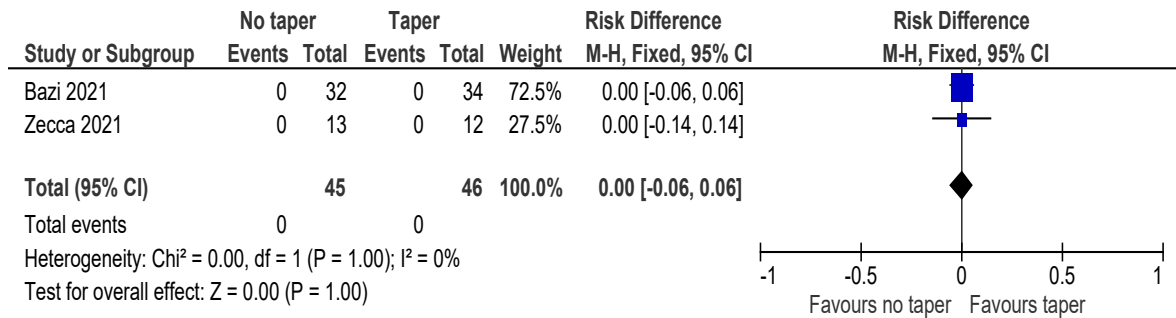 No taper Taper Risk Difference Risk Difference
Study or Subgroup Events Total Events Total Weight M-H, Fixed, 95% CI M-H, Fixed, 95% CI
Bazi 2021 0 32 0 34 72.5% 0.00 [-0.06, 0.06]
Zecca 2021 0 13 0 12 27.5% 0.00 [-0.14, 0.14]
Total (95% CI) 45 46 100.0% 0.00 [-0.06, 0.06]
Total events 0 0
Heterogeneity: Chi² = 0.00, df = 1 (P = 1.00); I² = 0%
Test for overall effect: Z = 0.00 (P = 1.00)
-1 -0.5 0 0.5 1
Favours no taper Favours taper